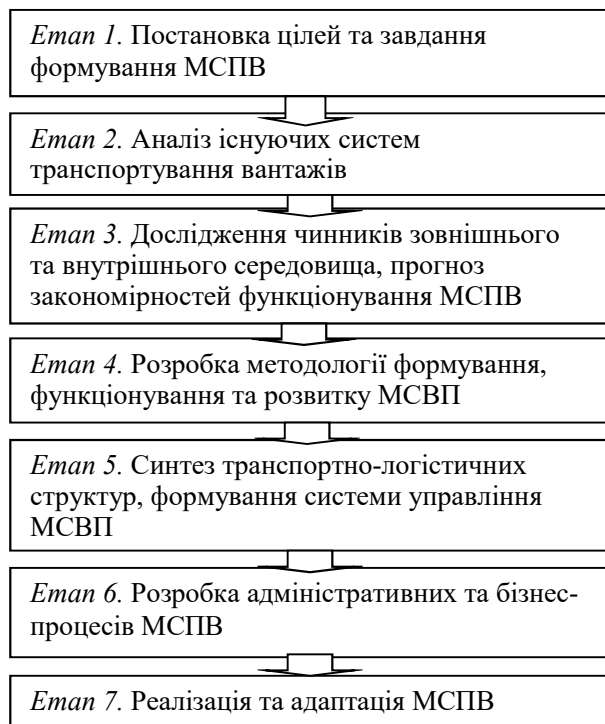 Етап 1. Постановка цілей та завдання
формування МСПВ
Етап 2. Аналіз існуючих систем
транспортування вантажів
Етап 3. Дослідження чинників зовнішнього
та внутрішнього середовища, прогноз
закономірностей функціонування МСПВ
Етап 4. Розробка методології формування,
функціонування та розвитку МСВП
Етап 5. Синтез транспортно-логістичних
структур, формування системи управління
МСВП
Етап 6. Розробка адміністративних та бізнес-
процесів МСПВ
Етап 7. Реалізація та адаптація МСПВ